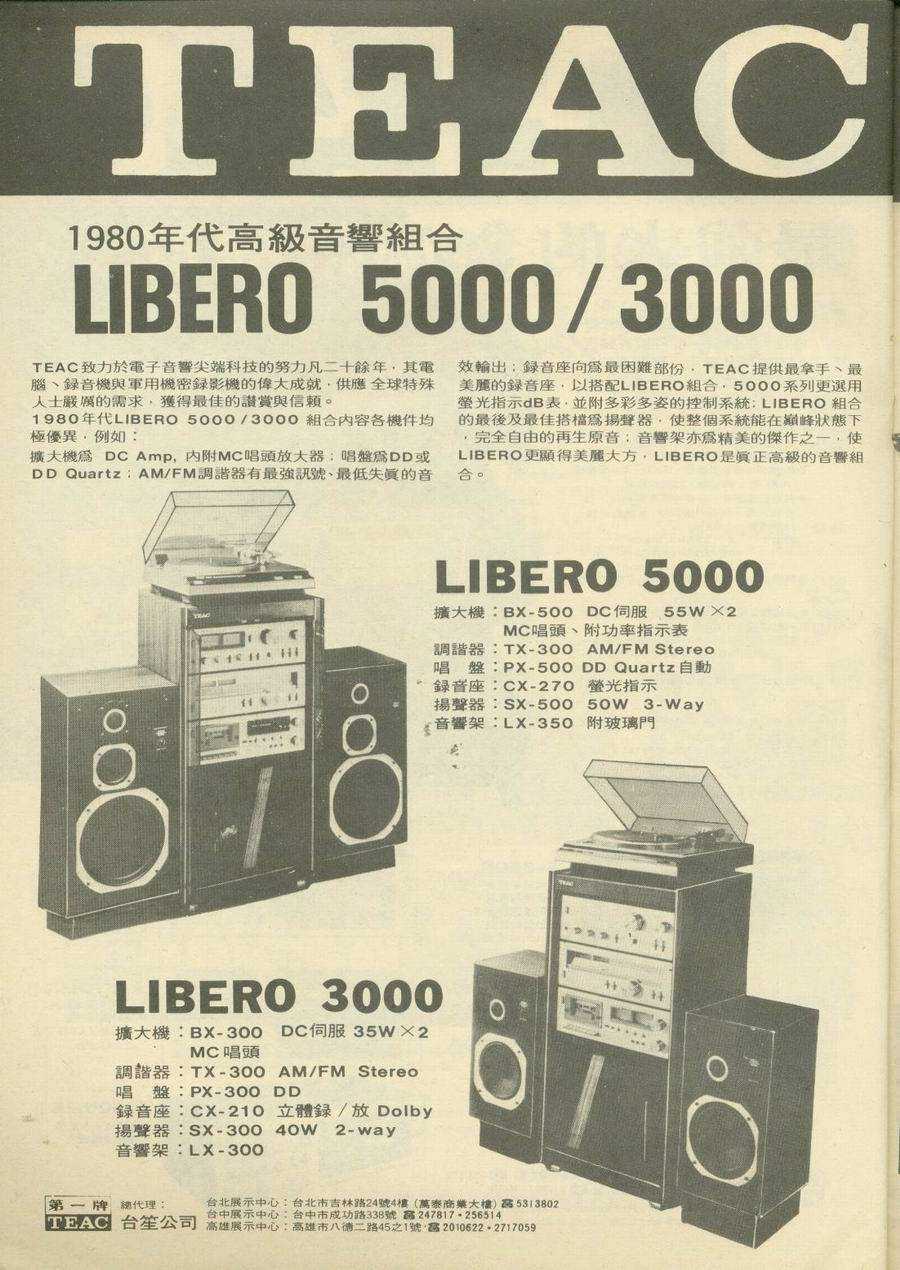 TEAC
1980年代高級音響組合
LIBERO 5000/3000
TEAC致力於電子音響尖端科技的努力凡二十餘年，其電
腦、録音機與軍用機密録影機的偉大成就，供應 全球特殊
人士嚴厲的需求，獲得最佳的讃賞與信賴。
1980年代LIBERO 5000/3000 組合內容各機件均
極優異，例如：
擴大機爲 DC Amp, 內附MC唱頭放大器；唱盤爲DD或
DD Quartz；AM/FM調諧器有最強訊號、最低失眞的音
效輸出；録音座向爲最困難部份，TEAC提供最拿手、最
美麗的録音座，以搭配LIBERO組合，5000系列更選用
螢光指示dB表，並附多彩多姿的控制系統；LIBERO 組合
的最後及最佳搭檔爲揚聲器，使整個系統能在巔峰狀態下
，完全自由的再生原音；音響架亦爲精美的傑作之一，使
LIBERO更顯得美麗大方，LIBERO是眞正高級的音響組
合。
LIBERO 5000
擴大機：BX-500 DC伺服 55W×2
MC唱頭、附功率指示表
調諧器：TX-300 AM/FM Stereo
唱　盤：PX-500 DD Quartz自動
録音座：CX-270 螢光指示
揚聲器：SX-500 50W 3-Way
音響架：LX-350 附玻璃門
TEAC
TEAC
LIBERO 3000
擴大機：BX-300 DC伺服 35W×2
MC唱頭
調諧器：TX-300 AM/FM Stereo
唱　盤：PX-300 DD
録音座：CX-210 立體録／放 Dolby
揚聲器：SX-300 40W 2-way
音響架：LX-300
第一牌
TEAC
總代理：
台笙公司
台北展示中心：台北市吉林路24號4樓（萬泰商業大樓）☎5313802
台中展示中心：台中市成功路338號 ☎247817・256514
高雄展示中心：高雄市八德二路45之1號・☎2010622・2717059